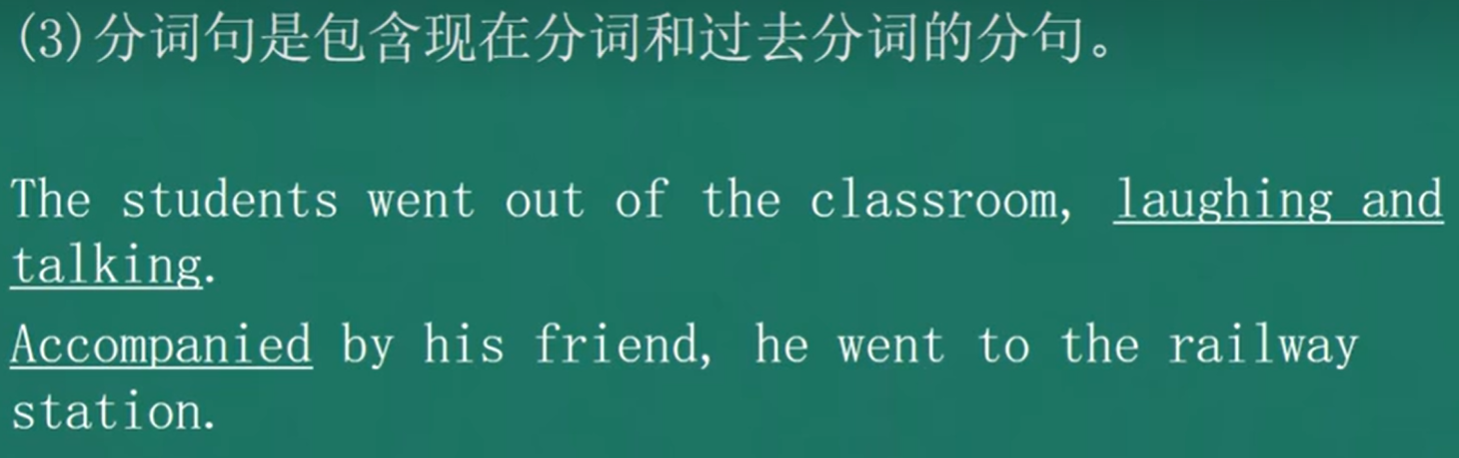 (3)分词句是包含现在分词和过去分词的分句。
The students went out of the classroom, laughing and
talking.
Accompanied by his friend, he went to the railway
station.